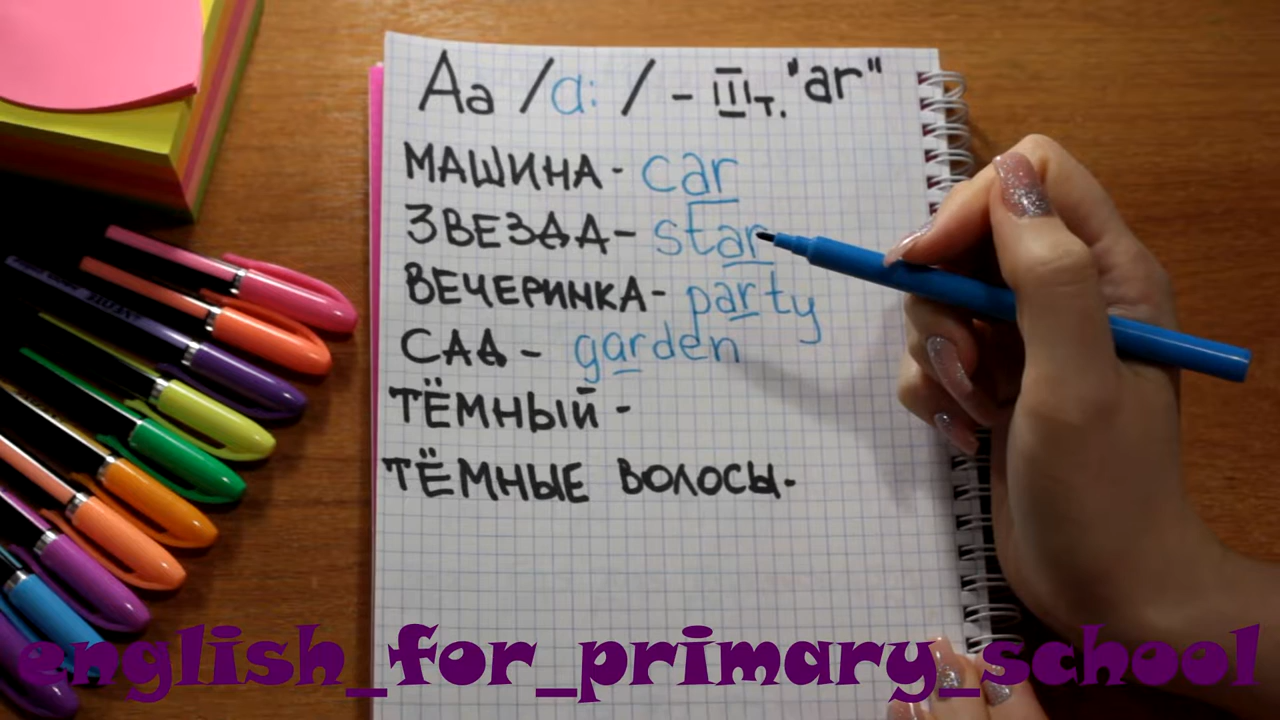 Aa /ɑ:/ - III т. "ar"
МАШИНА - car
ЗВЕЗДА - star
ВЕЧЕРИНКА - party
САД - garden
ТЁМНЫЙ -
ТЁМНЫЕ ВОЛОСЫ -
english_for_primary_school